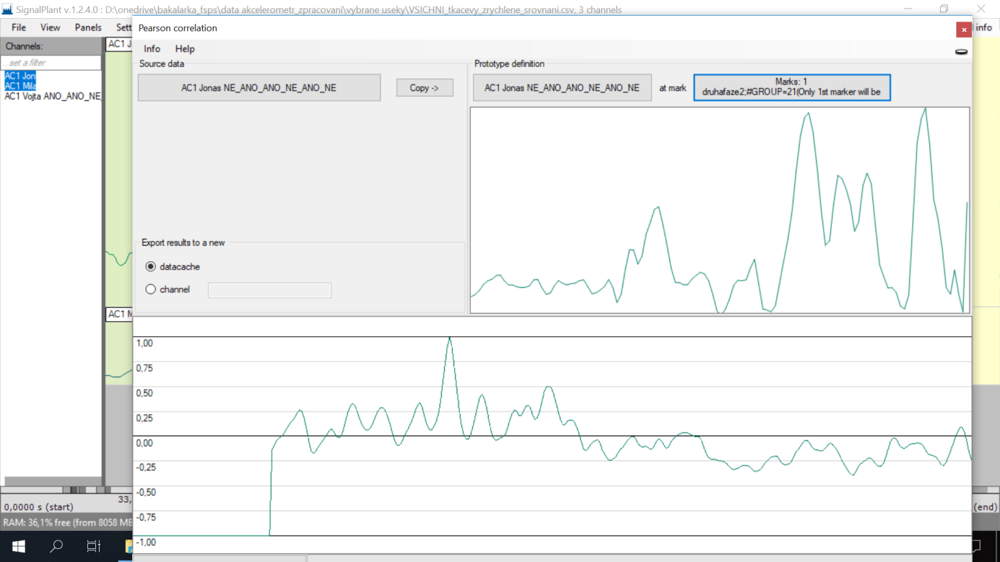 SignalPlant v.1.2.4.0 : D:\onedrive\bakalarka_fsps\data akcelerometr_zpracovani\vybrane useky\VSICHNI_tkacevy_zrychlene_srovnani.csv, 3 channels
File View Panels Sett
info
Pearson correlation
Info Help
Channels:
...set a filter
AC1 Jon
AC1 Mila
AC1 Vojta ANO_ANO_NE_
AC1 J
Source data
AC1 Jonas NE_ANO_ANO_NE_ANO_NE
Copy ->
Prototype definition
AC1 Jonas NE_ANO_ANO_NE_ANO_NE
at mark
Marks: 1
druhafaze2;#GROUP=21(Only 1st marker will be
Export results to a new
datacache
channel
AC1 M
1,00
0,75
0,50
0,25
0,00
-0,25
-0,50
-0,75
-1,00
33,
0,0000 s (start)
(end)
RAM: 36,1% free (from 8058 ME